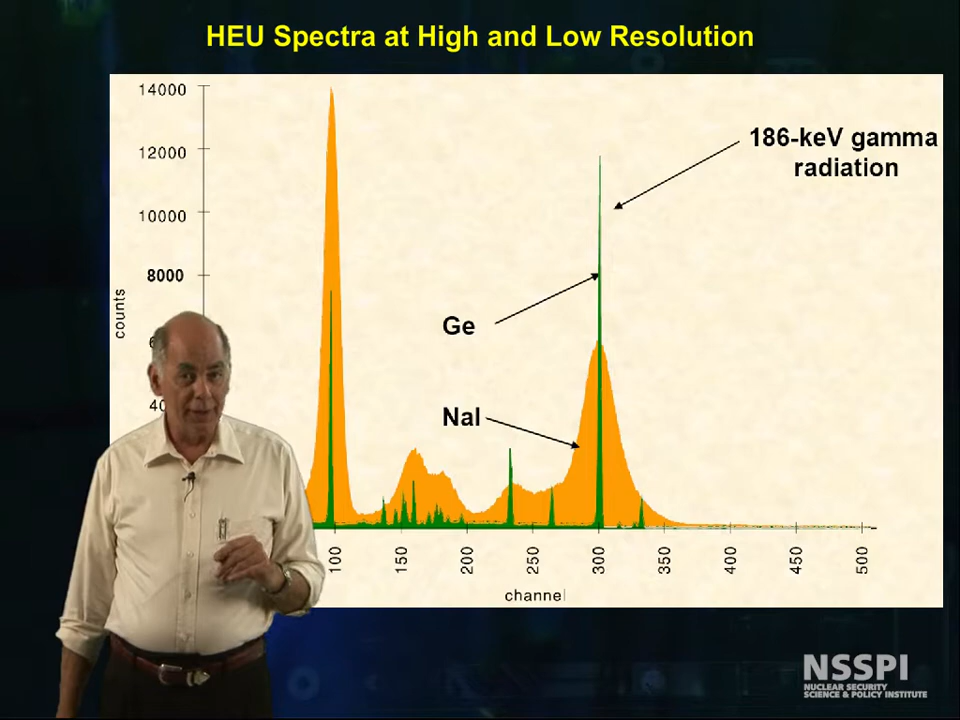 HEU Spectra at High and Low Resolution
14000
12000
10000
8000
counts
186-keV gamma
radiation
Ge
NaI
100
150
200
250
300
350
400
450
500
channel
NSSPI
NUCLEAR SECURITY
SCIENCE & POLICY INSTITUTE